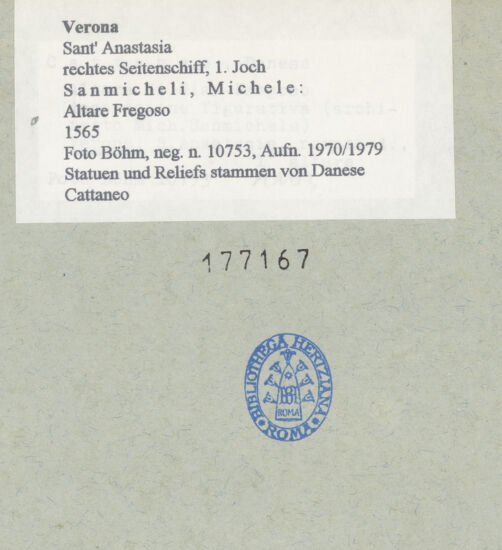 Verona
Sant' Anastasia
rechtes Seitenschiff, 1. Joch
Sanmicheli, Michele:
Altare Fregoso
1565
Foto Böhm, neg. n. 10753, Aufn. 1970/1979
Statuen und Reliefs stammen von Danese
Cattaneo
177167
BIBLIOTHECA HERTZIANA
ROMA
ROMA